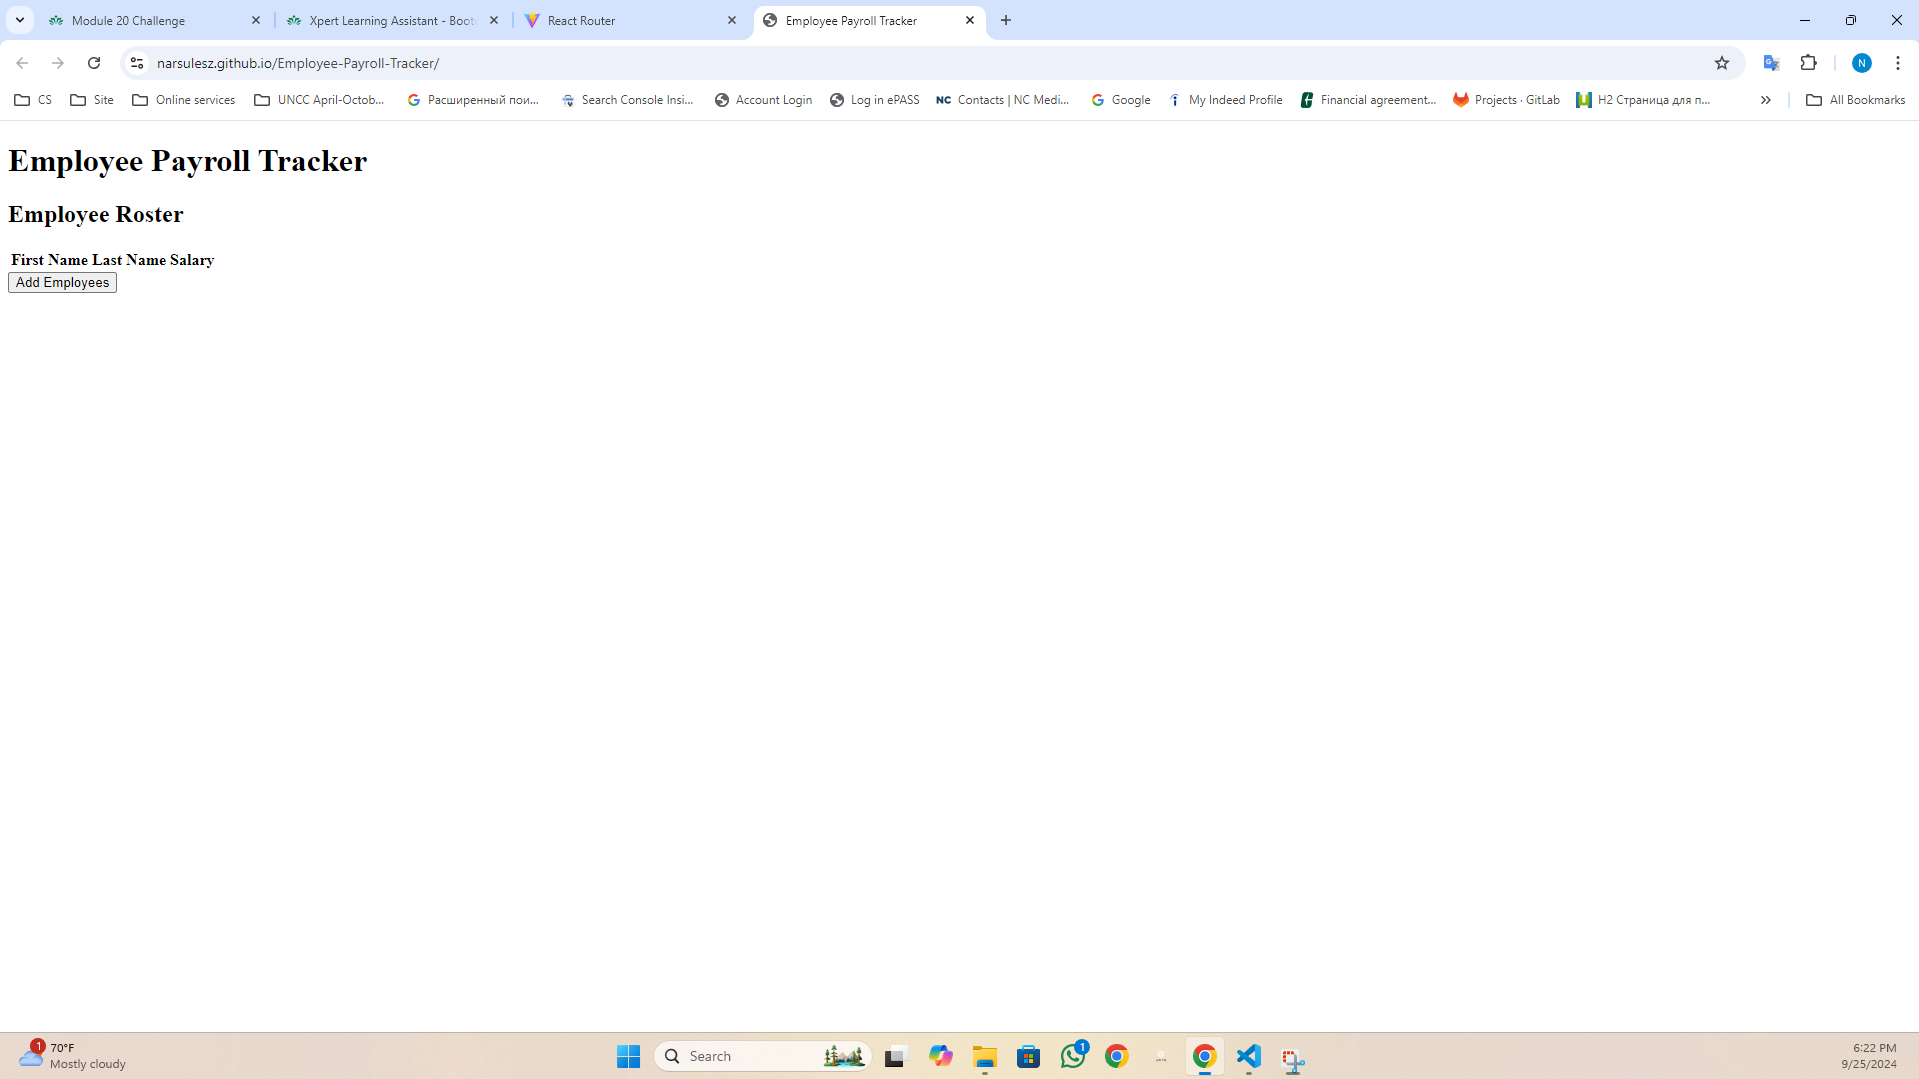 Module 20 Challenge
Xpert Learning Assistant - Boot
React Router
Employee Payroll Tracker
narsulesz.github.io/Employee-Payroll-Tracker/
N
CS
Site
Online services
UNCC April-Octob...
Расширенный пои...
Search Console Insi...
Account Login
Log in ePASS
NC Contacts | NC Medi...
Google
My Indeed Profile
Financial agreement...
Projects · GitLab
H2 Страница для п...
All Bookmarks
Employee Payroll Tracker
Employee Roster
First Name Last Name Salary
Add Employees
1
70°F
Mostly cloudy
Search
1
6:22 PM
9/25/2024